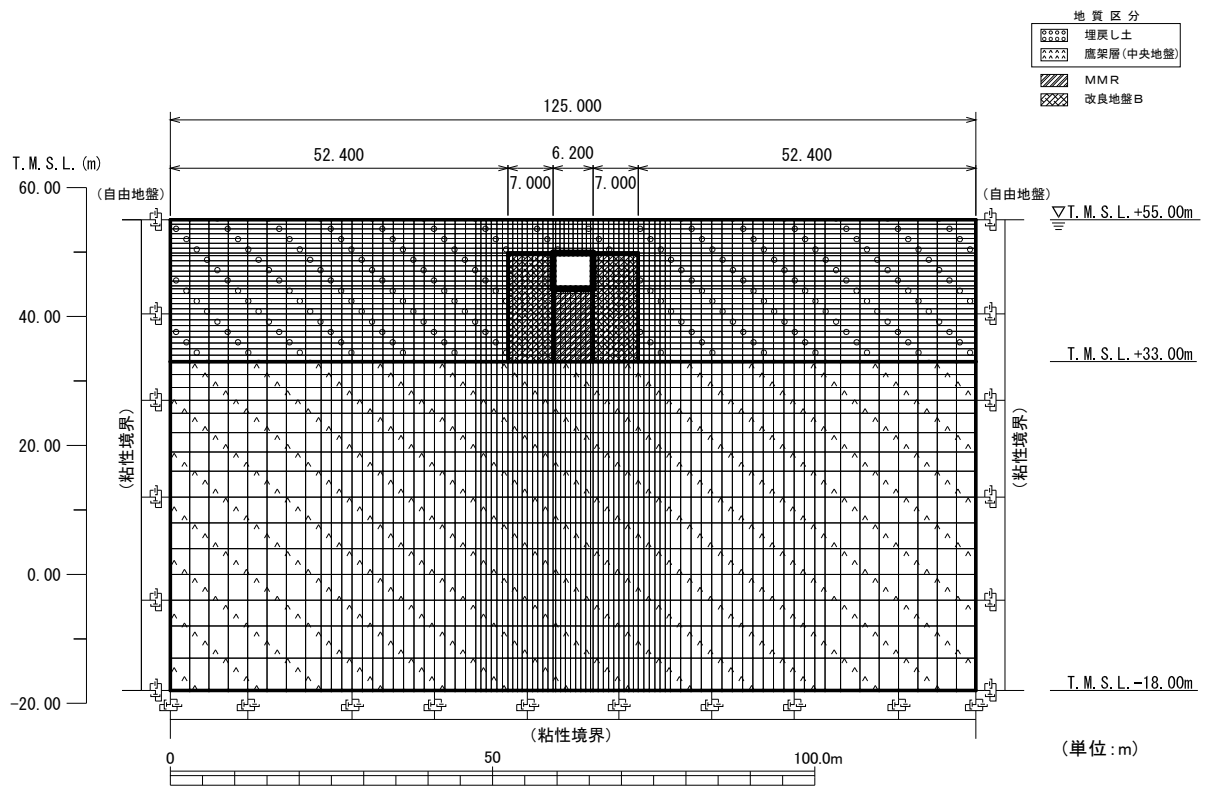 地 質 区 分
埋戻し土
鷹架層(中央地盤)
MMR
改良地盤B
125.000
T.M.S.L.(m)
52.400
6.200
52.400
7.000
7.000
60.00
(自由地盤)
(自由地盤)
T.M.S.L.+55.00m
40.00
T.M.S.L.+33.00m
20.00
(粘性境界)
(粘性境界)
0.00
T.M.S.L.-18.00m
-20.00
(粘性境界)
(単位:m)
0
50
100.0m